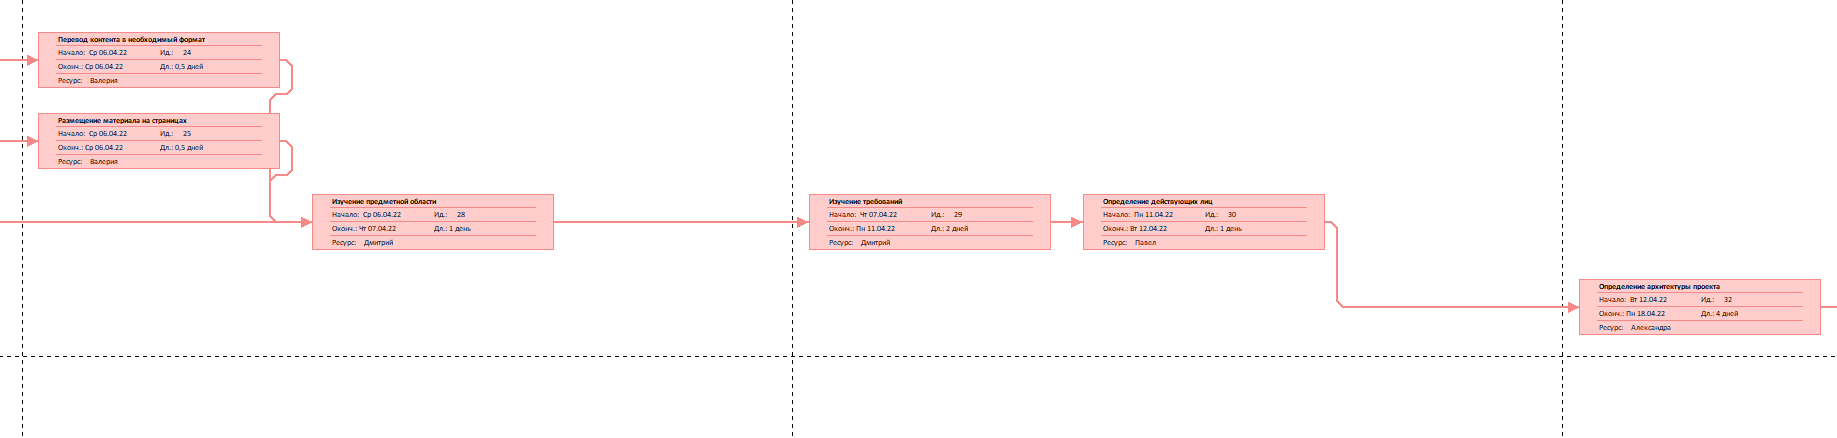 Перевод контента в необходимый формат
Начало: Ср 06.04.22 Ид.: 24
Оконч.: Ср 06.04.22 Дл.: 0,5 дней
Ресурс: Валерия
Размещение материала на страницах
Начало: Ср 06.04.22 Ид.: 25
Оконч.: Ср 06.04.22 Дл.: 0,5 дней
Ресурс: Валерия
Изучение предметной области
Начало: Ср 06.04.22 Ид.: 28
Оконч.: Чт 07.04.22 Дл.: 1 день
Ресурс: Дмитрий
Изучение требований
Начало: Чт 07.04.22 Ид.: 29
Оконч.: Пн 11.04.22 Дл.: 2 дней
Ресурс: Дмитрий
Определение действующих лиц
Начало: Пн 11.04.22 Ид.: 30
Оконч.: Вт 12.04.22 Дл.: 1 день
Ресурс: Павел
Определение архитектуры проекта
Начало: Вт 12.04.22 Ид.: 32
Оконч.: Пн 18.04.22 Дл.: 4 дней
Ресурс: Александра